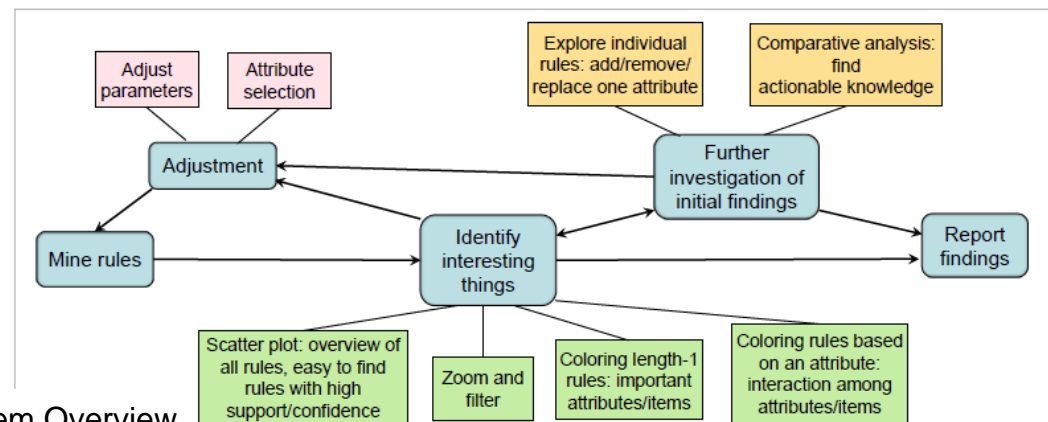 Adjust
parameters
Attribute
selection
Explore individual
rules: add/remove/
replace one attribute
Comparative analysis:
find
actionable knowledge
Adjustment
Further
investigation of
initial findings
Mine rules
Identify
interesting
things
Report
findings
Scatter plot: overview of
all rules, easy to find
rules with high
support/confidence
Zoom and
filter
Coloring length-1
rules: important
attributes/items
Coloring rules based
on an attribute:
interaction among
attributes/items
em Overview